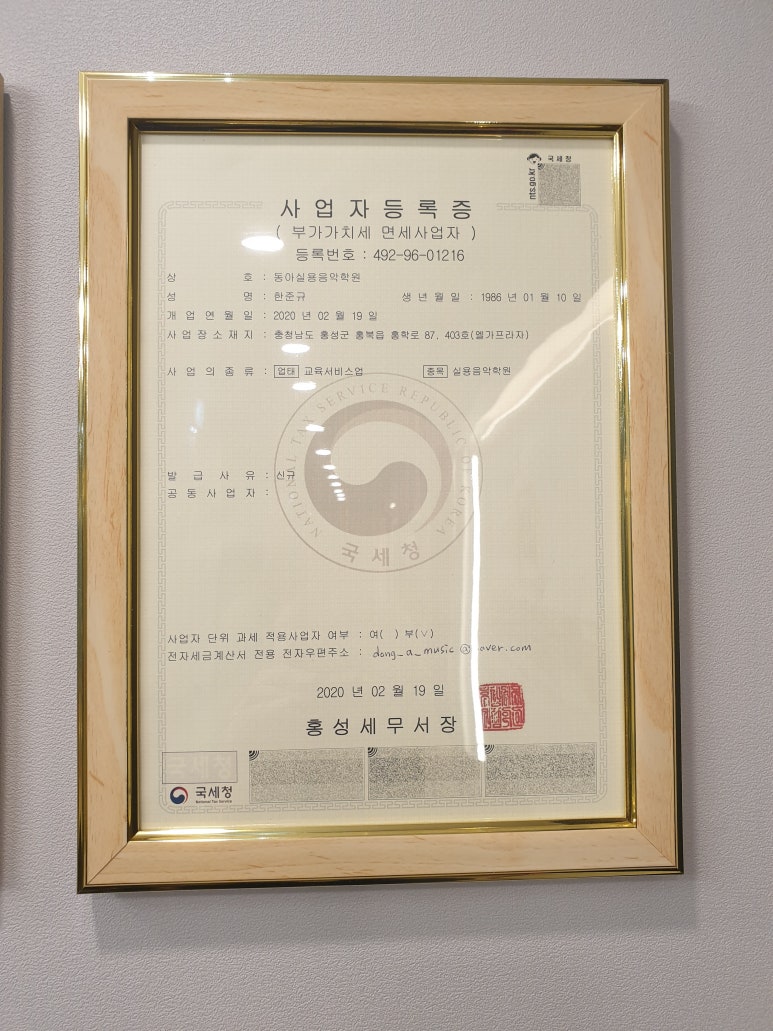 국세청
사업자등록증
( 부가가치세 면세사업자 )
등록번호 : 492-96-01216
상 호 : 동아실용음악학원
성 명 : 한준규 생 년 월 일 : 1986 년 01 월 10 일
개 업 연 월 일 : 2020 년 02 월 19 일
사 업 장 소 재 지 : 충청남도 홍성군 홍북읍 홍학로 87, 403호(엘가프라자)
사 업 의 종 류 : 업태 교육서비스업 종목 실용음악학원
NATIONAL TAX SERVICE REPUBLIC OF KOREA
국세청
발 급 사 유 : 신규
공 동 사 업 자 :
사업자 단위 과세 적용사업자 여부 : 여( ) 부(∨)
전자세금계산서 전용 전자우편주소 : dong_a_music @ over.com
2020 년 02 월 19 일
홍성세무서장
국세청
National Tax Service